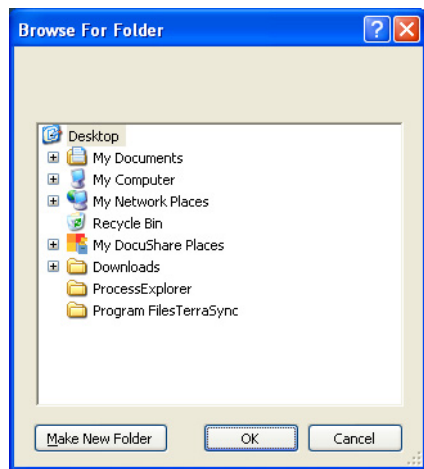 Browse For Folder
Desktop
My Documents
My Computer
My Network Places
Recycle Bin
My DocuShare Places
Downloads
ProcessExplorer
Program FilesTerraSync
Make New Folder OK Cancel